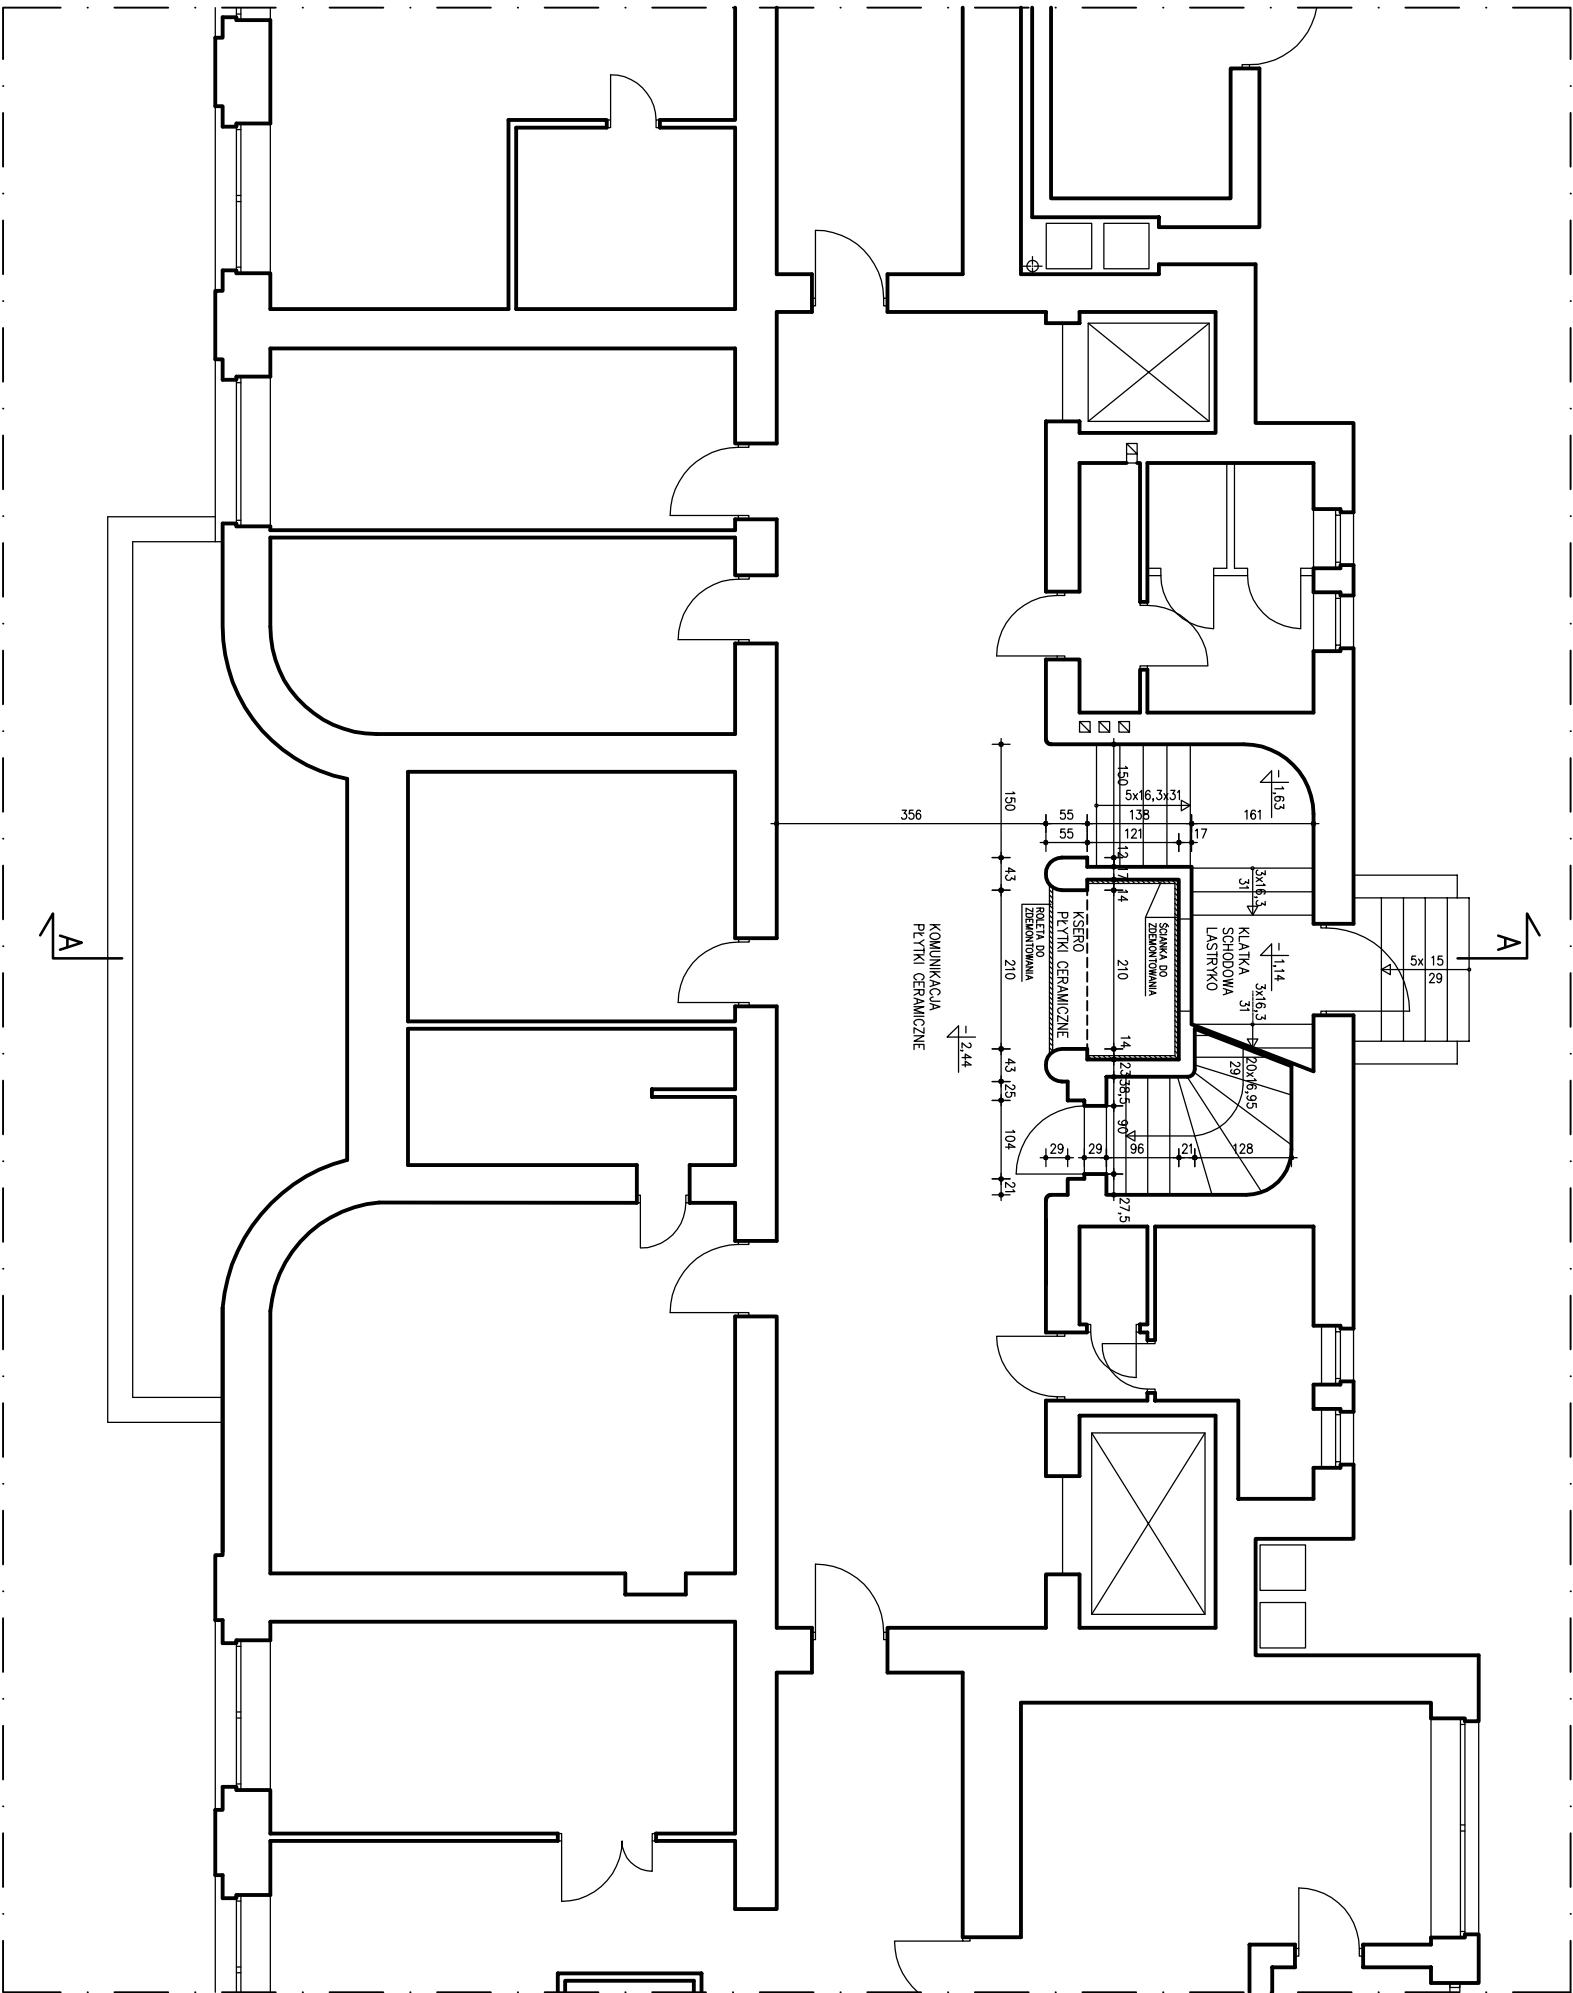 A
A
5x 15
29
-1,63
-1,14
-2,44
KLATKA
SCHODOWA
LASTRYKO
3x16,3
31
3x16,3
31
20x16,95
29
5x16,3x31
ŚCIANKA DO
ZDEMONTOWANIA
KSERO
PŁYTKI CERAMICZNE
ROLETA DO
ZDEMONTOWANIA
KOMUNIKACJA
PŁYTKI CERAMICZNE
356
55
138
161
55
121
17
150
12
17
14
210
14
23
38,5
90
27,5
150
43
210
43
25
104
21
29
29
96
21
128